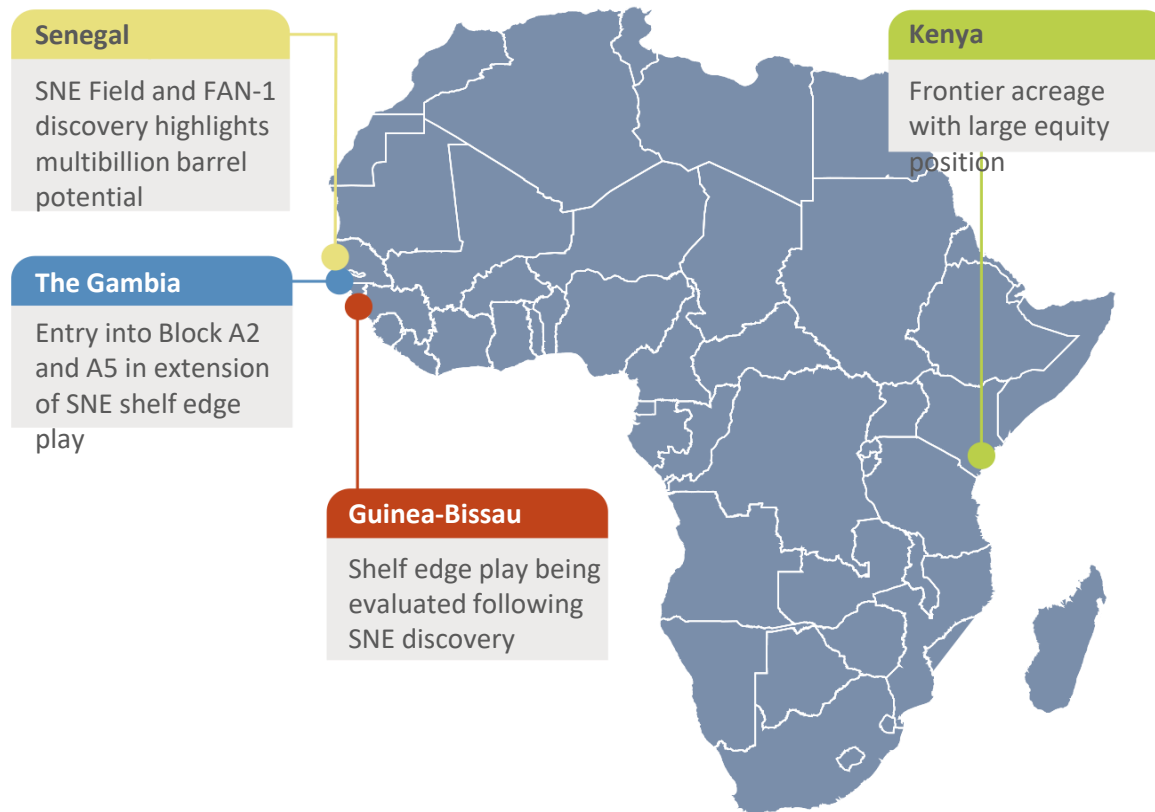 Senegal
SNE Field and FAN-1
discovery highlights
multibillion barrel
potential
The Gambia
Entry into Block A2
and A5 in extension
of SNE shelf edge
play
Guinea-Bissau
Shelf edge play being
evaluated following
SNE discovery
Kenya
Frontier acreage
with large equity
position